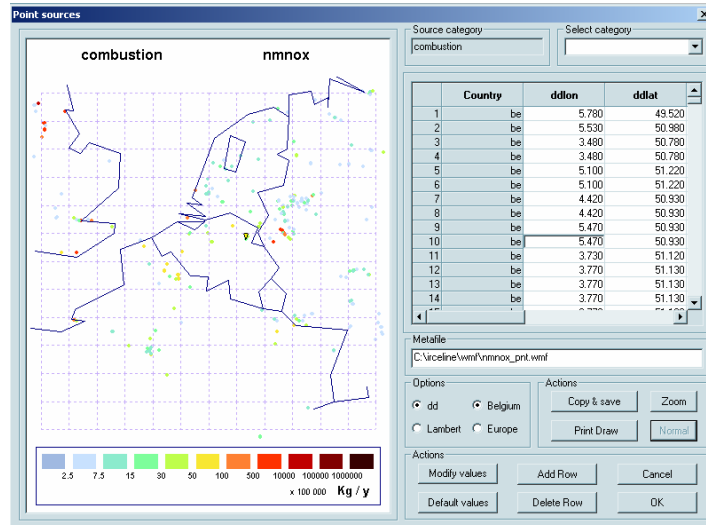 Point sources
combustion nmnox
2.5 7.5 15 30 50 100 500 10000 100000 1000000
x 100 000 Kg / y
Source category
combustion
Select category
Country ddlon ddlat
1 be 5.780 49.520
2 be 5.530 50.980
3 be 3.480 50.780
4 be 3.480 50.780
5 be 5.100 51.220
6 be 5.100 51.220
7 be 4.420 50.930
8 be 4.420 50.930
9 be 5.470 50.930
10 be 5.470 50.930
11 be 3.730 51.120
12 be 3.770 51.130
13 be 3.770 51.130
14 be 3.770 51.130
Metafile
C:\irceline\wmf\nmnox_pnt.wmf
Options
dd Belgium
Lambert Europe
Actions
Copy & save Zoom
Print Draw Normal
Actions
Modify values Add Row Cancel
Default values Delete Row OK